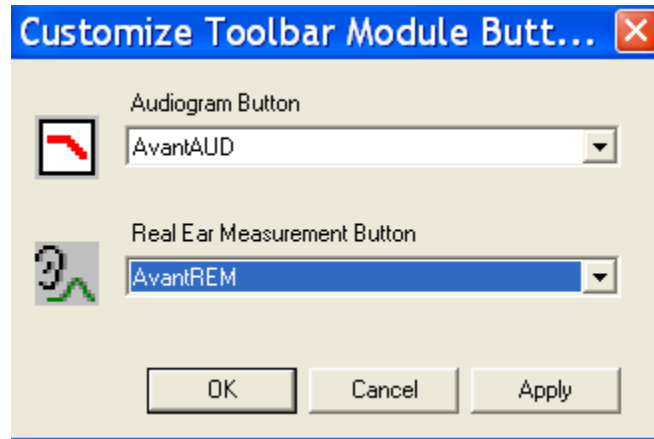 Customize Toolbar Module Butt...
Audiogram Button
AvantAUD
Real Ear Measurement Button
AvantREM
OK Cancel Apply